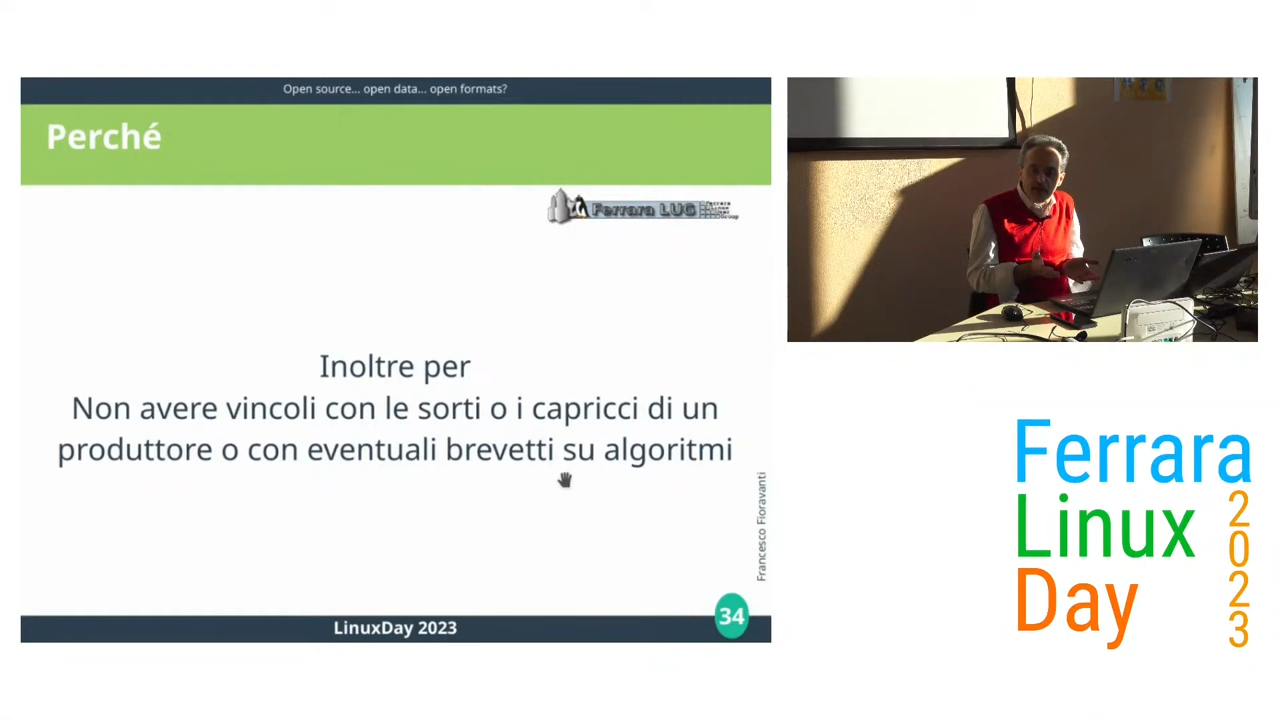 Open source... open data... open formats?
Perché
Ferrara LUG
Inoltre per
Non avere vincoli con le sorti o i capricci di un
produttore o con eventuali brevetti su algoritmi
Francesco Fioravanti
34
LinuxDay 2023
Ferrara
Linux
Day
2023